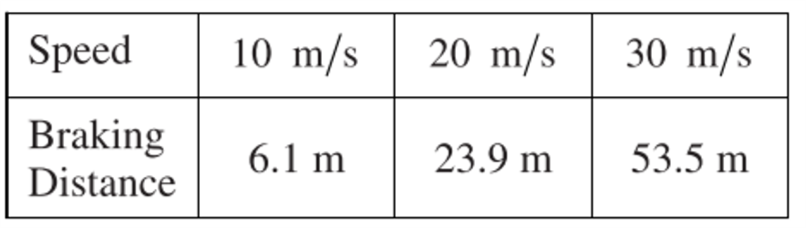 Speed 10 m/s 20 m/s 30 m/s
Braking
Distance 6.1 m 23.9 m 53.5 m